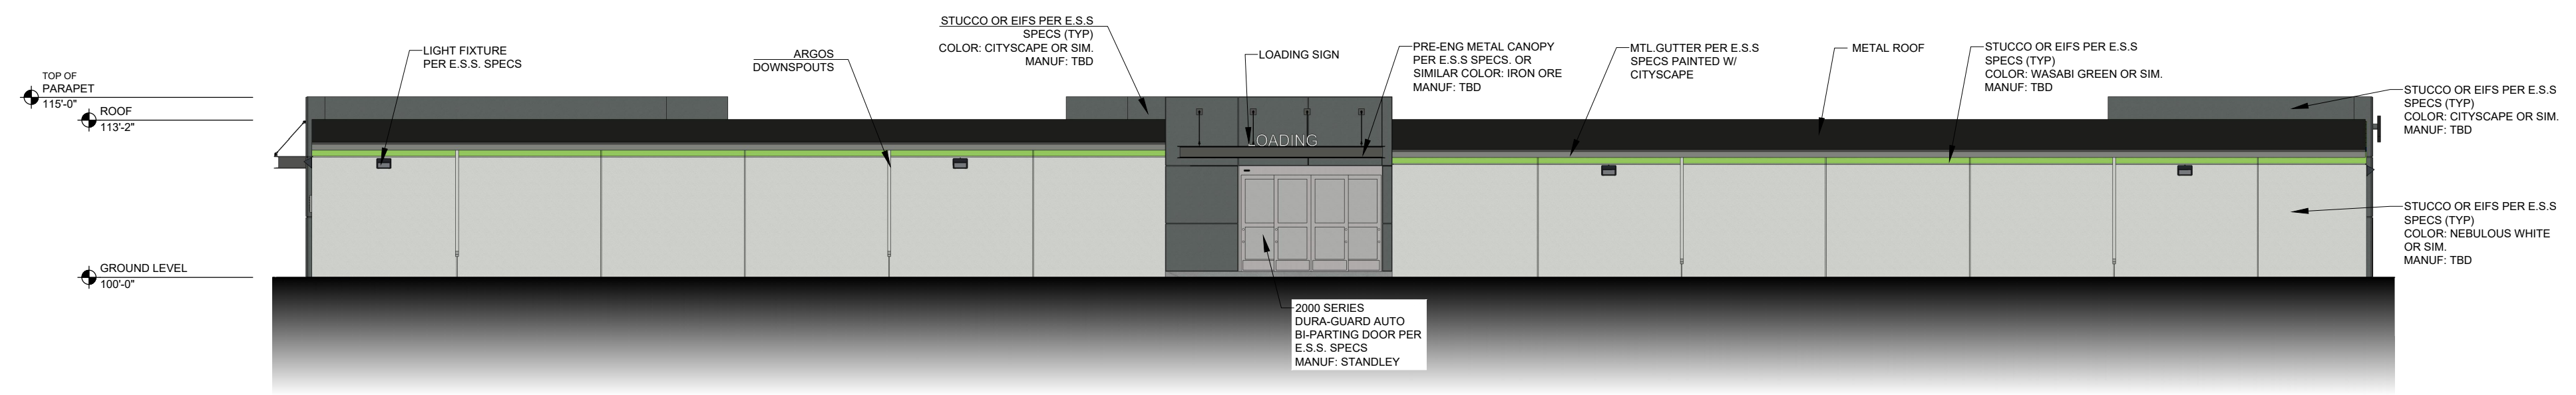 STUCCO OR EIFS PER E.S.S
SPECS (TYP)
COLOR: CITYSCAPE OR SIM.
MANUF: TBD
LIGHT FIXTURE
PER E.S.S. SPECS
ARGOS
DOWNSPOUTS
LOADING SIGN
PRE-ENG METAL CANOPY
PER E.S.S SPECS. OR
SIMILAR COLOR: IRON ORE
MANUF: TBD
MTL.GUTTER PER E.S.S
SPECS PAINTED W/
CITYSCAPE
METAL ROOF
STUCCO OR EIFS PER E.S.S
SPECS (TYP)
COLOR: WASABI GREEN OR SIM.
MANUF: TBD
TOP OF
PARAPET
115'-0"
ROOF
113'-2"
STUCCO OR EIFS PER E.S.S
SPECS (TYP)
COLOR: CITYSCAPE OR SIM.
MANUF: TBD
LOADING
STUCCO OR EIFS PER E.S.S
SPECS (TYP)
COLOR: NEBULOUS WHITE
OR SIM.
MANUF: TBD
GROUND LEVEL
100'-0"
2000 SERIES
DURA-GUARD AUTO
BI-PARTING DOOR PER
E.S.S. SPECS
MANUF: STANDLEY